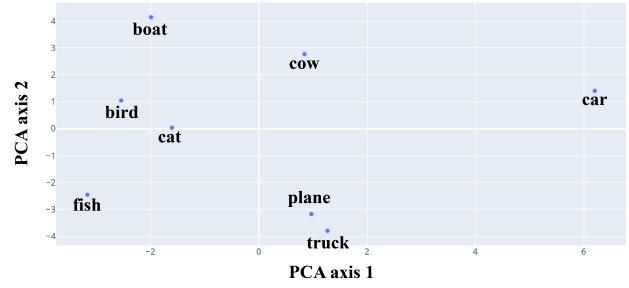 4
boat
3
cow
2
car
1
bird
0
cat
−1
−2
fish
plane
−3
truck
−4
−2
0
2
4
6
PCA axis 1
PCA axis 2